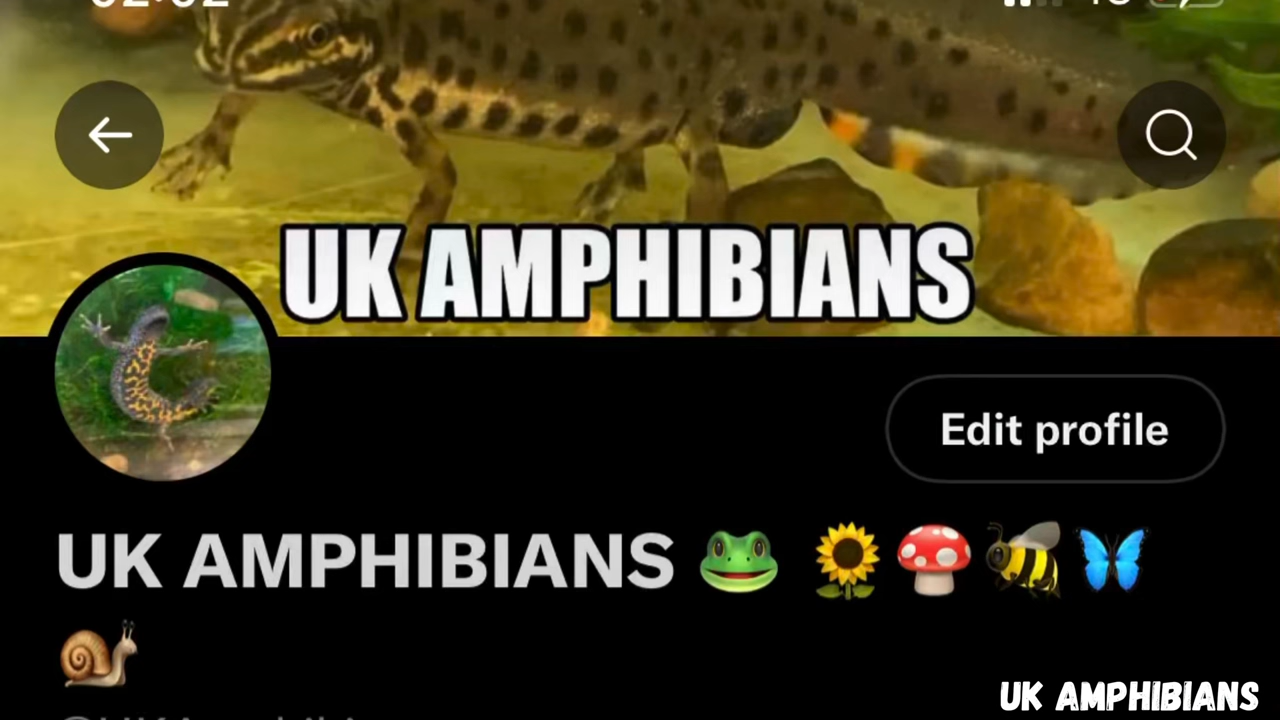 UK AMPHIBIANS
Edit profile
UK AMPHIBIANS 🐸 🌻🍄🐝🦋
🐌
UK AMPHIBIANS